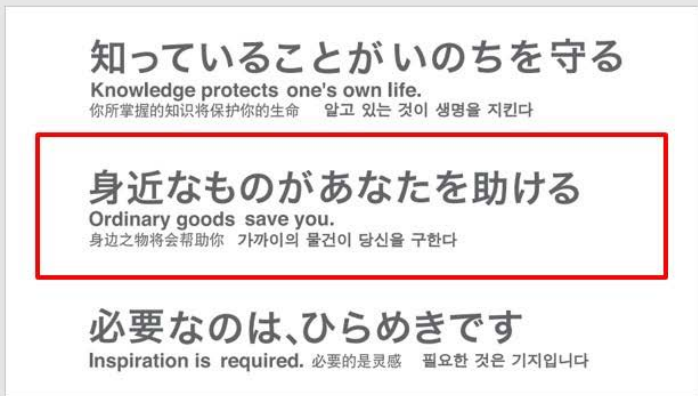 知っていることがいのちを守る
Knowledge protects one's own life.
你所掌握的知识将保护你的生命 알고 있는 것이 생명을 지킨다
身近なものがあなたを助ける
Ordinary goods save you.
身边之物将会帮助你 가까이의 물건이 당신을 구한다
必要なのは、ひらめきです
Inspiration is required. 必要的是灵感 필요한 것은 기지입니다